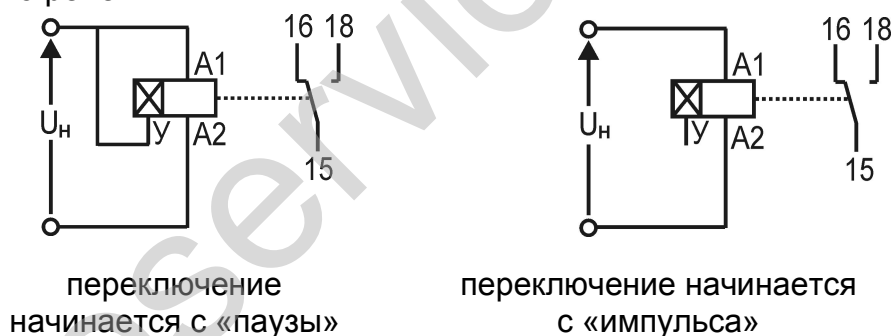 16 18
A1
Uн
У
A2
15
16 18
A1
Uн
У
A2
15
переключение
начинается с «паузы»
переключение начинается
с «импульса»